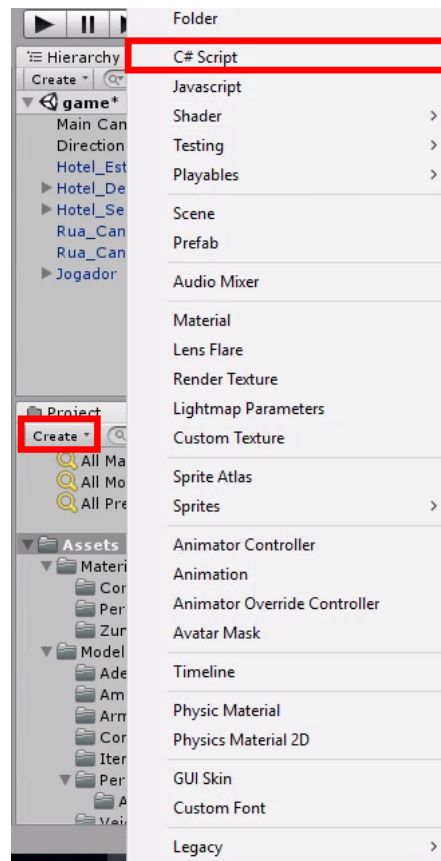 Hierarchy
Create
game*
Main Can
Direction
Hotel_Est
Hotel_De
Hotel_Se
Rua_Can
Rua_Can
Jogador
Project
Create
All Ma
All Mo
All Pre
Assets
Materi
Cor
Per
Zur
Model
Ade
Am
Arm
Cor
Iter
Per
A
Vei
Folder
C# Script
Javascript
Shader
Testing
Playables
Scene
Prefab
Audio Mixer
Material
Lens Flare
Render Texture
Lightmap Parameters
Custom Texture
Sprite Atlas
Sprites
Animator Controller
Animation
Animator Override Controller
Avatar Mask
Timeline
Physic Material
Physics Material 2D
GUI Skin
Custom Font
Legacy